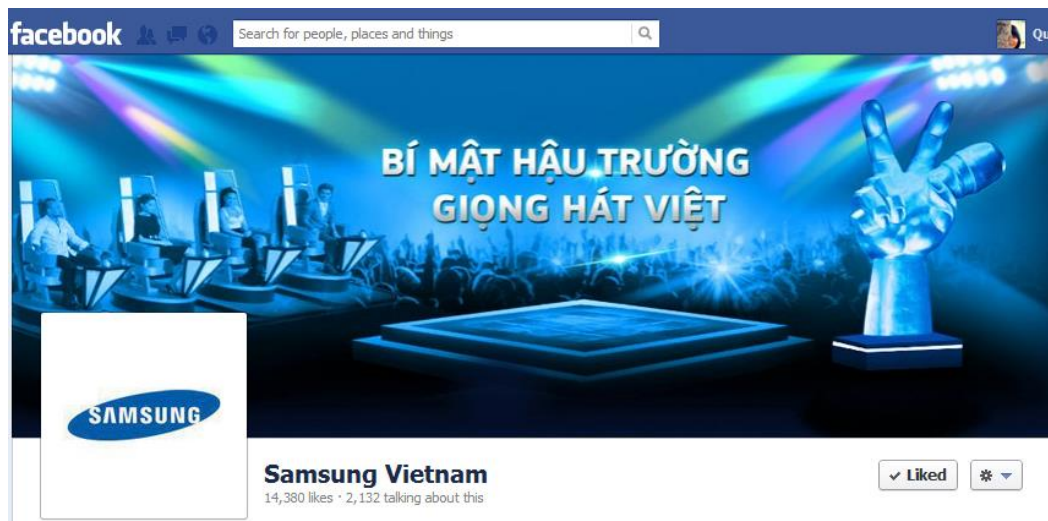 facebook
Search for people, places and things
Qu
BÍ MẬT HẬU TRƯỜNG
GIỌNG HÁT VIỆT
SAMSUNG
Samsung Vietnam
Liked
14,380 likes · 2,132 talking about this